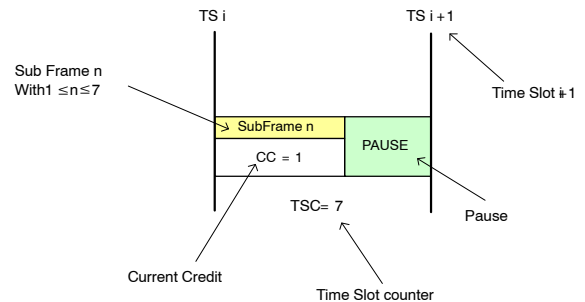 TS i
TS i +1
Sub Frame n
With1 ≤n≤7
Time Slot i+1
SubFrame n
PAUSE
CC = 1
TSC= 7
Pause
Current Credit
Time Slot counter